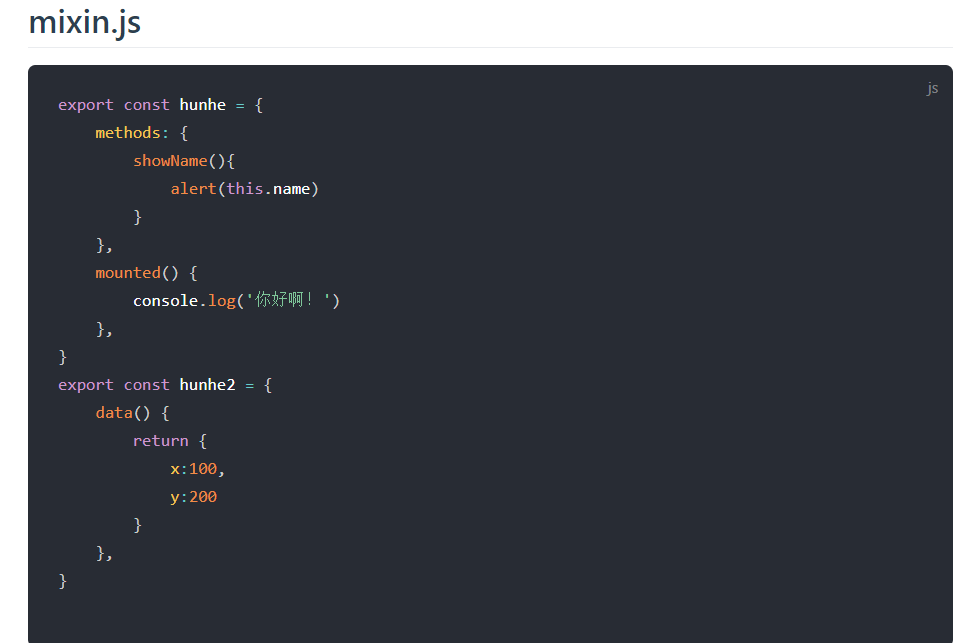 mixin.js
js
export const hunhe = {
    methods: {
        showName(){
            alert(this.name)
        }
    },
    mounted() {
        console.log('你好啊！')
    },
}
export const hunhe2 = {
    data() {
        return {
            x:100,
            y:200
        }
    },
}